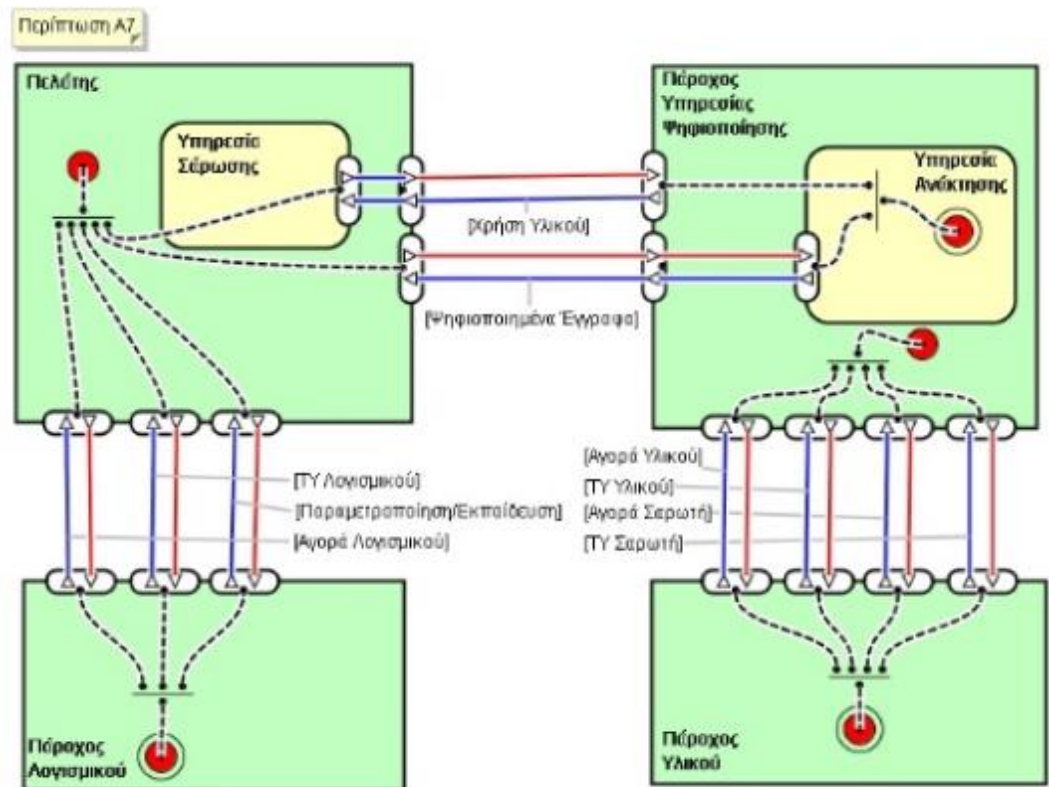 Περίπτωση Α7
Πελάτης
Υπηρεσία
Σάρωσης
Πάροχος
Υπηρεσίας
Ψηφιοποίησης
Υπηρεσία
Ανάκτησης
[Χρήση Υλικού]
[Ψηφιοποιημένα Έγγραφα]
[ΤΥ Λογισμικού]
[Παραμετροποίηση/Εκπαίδευση]
[Αγορά Λογισμικού]
[Αγορά Υλικού]
[ΤΥ Υλικού]
[Αγορά Σαρωτή]
[ΤΥ Σαρωτή]
Πάροχος
Λογισμικού
Πάροχος
Υλικού